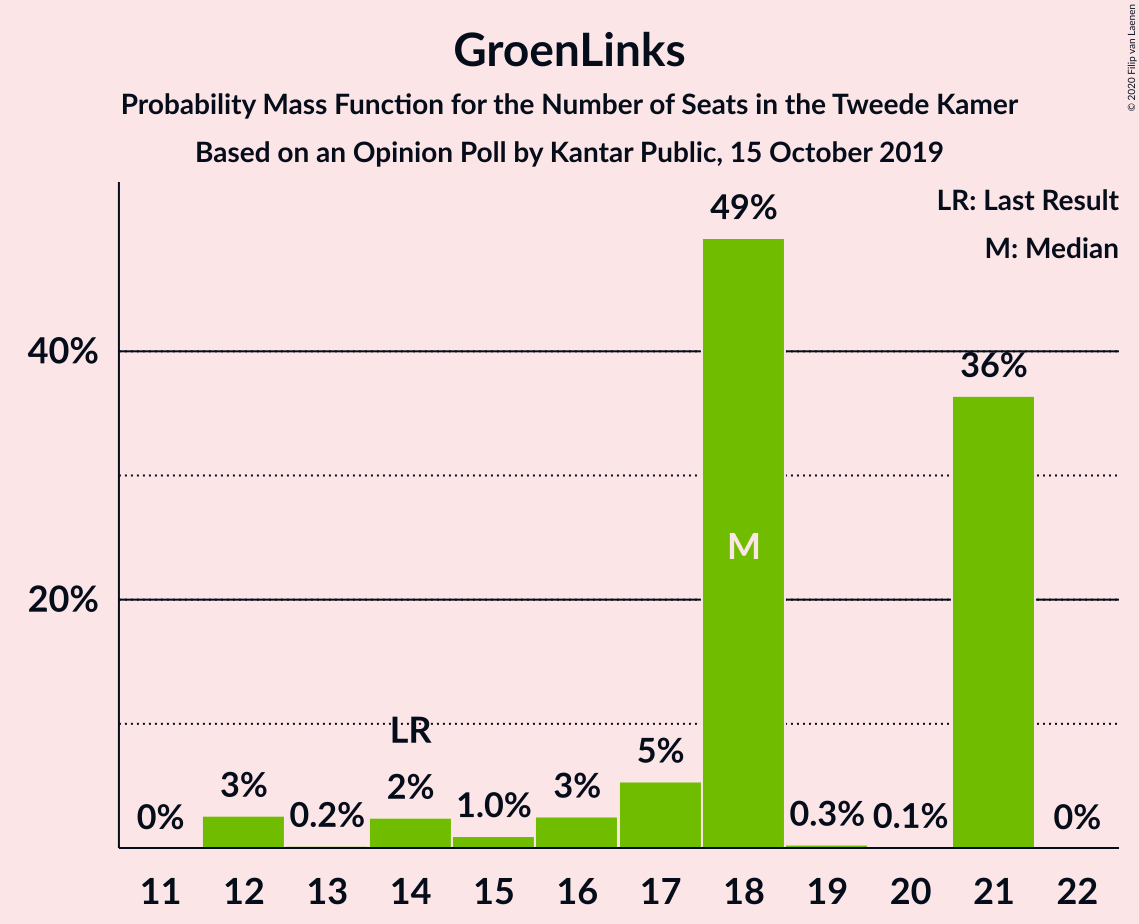 GroenLinks
Probability Mass Function for the Number of Seats in the Tweede Kamer
Based on an Opinion Poll by Kantar Public, 15 October 2019
© 2020 Filip van Laenen
LR: Last Result
M: Median
40%
20%
0%
3%
0.2%
LR
2%
1.0%
3%
5%
49%
M
0.3%
0.1%
36%
0%
11 12 13 14 15 16 17 18 19 20 21 22